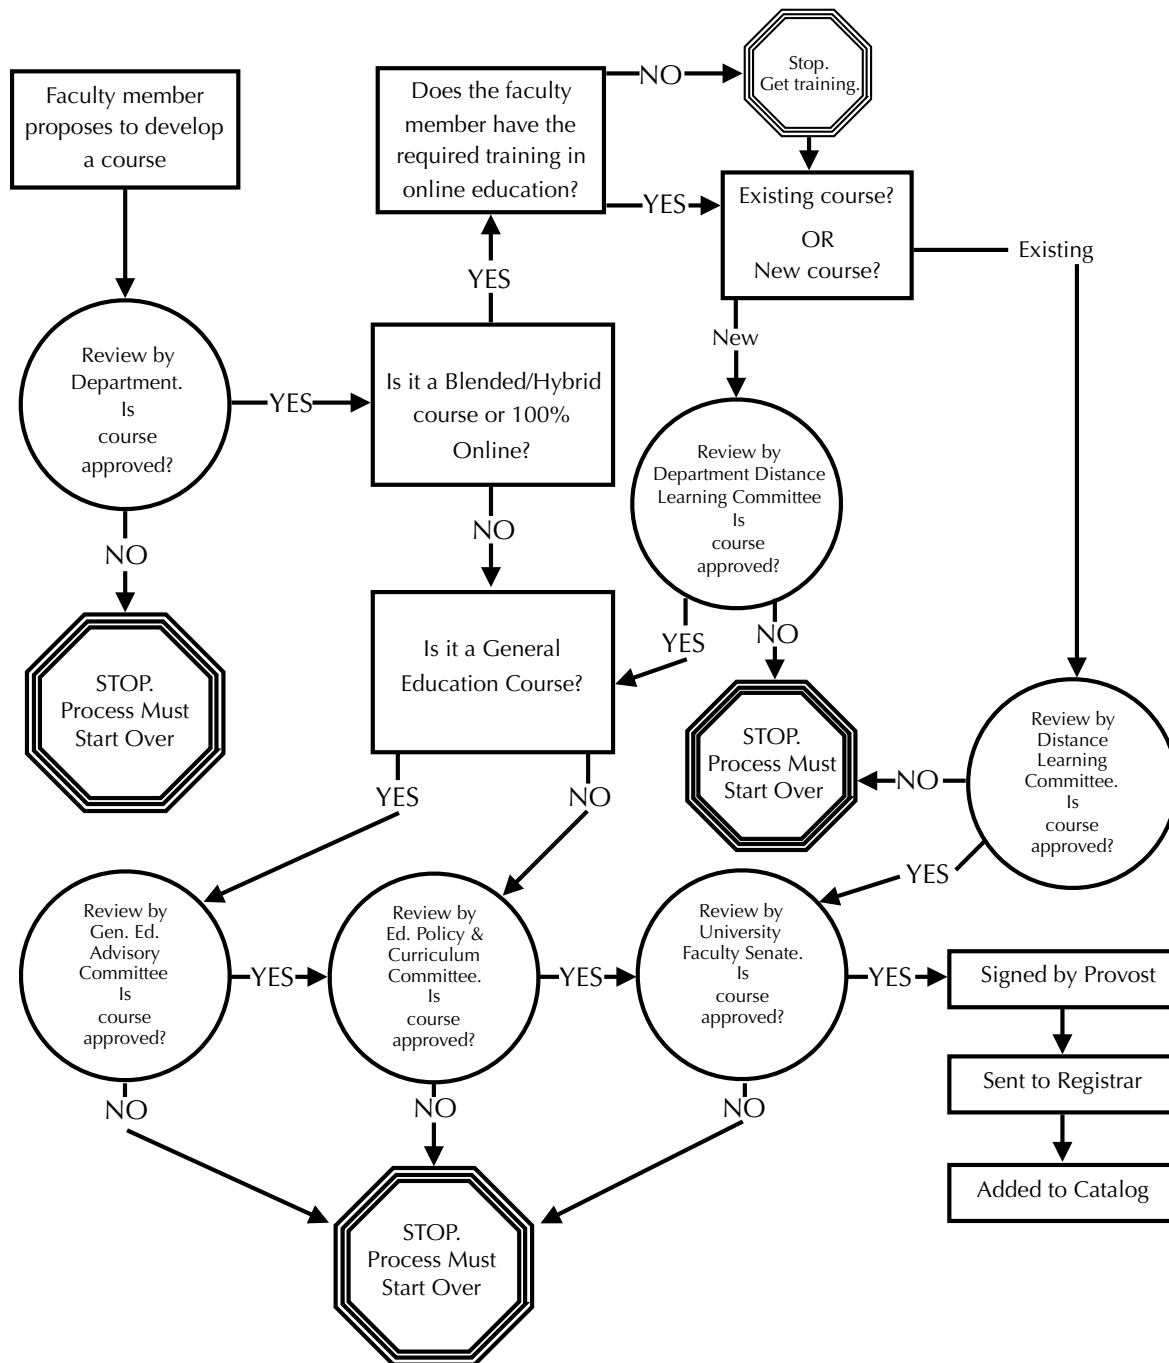 Faculty member
proposes to develop
a course
Does the faculty
member have the
required training in
online education?
NO
Stop.
Get training.
YES
Existing course?
OR
New course?
Existing
YES
New
Review by
Department.
Is
course
approved?
YES
Is it a Blended/Hybrid
course or 100%
Online?
Review by
Department Distance
Learning Committee
Is
course
approved?
NO
NO
STOP.
Process Must
Start Over
Is it a General
Education Course?
YES
NO
STOP.
Process Must
Start Over
NO
Review by
Distance
Learning
Committee.
Is
course
approved?
YES
YES
NO
Review by
Gen. Ed.
Advisory
Committee
Is
course
approved?
YES
Review by
Ed. Policy &
Curriculum
Committee.
Is
course
approved?
YES
Review by
University
Faculty Senate.
Is
course
approved?
YES
Signed by Provost
Sent to Registrar
Added to Catalog
NO
NO
NO
STOP.
Process Must
Start Over